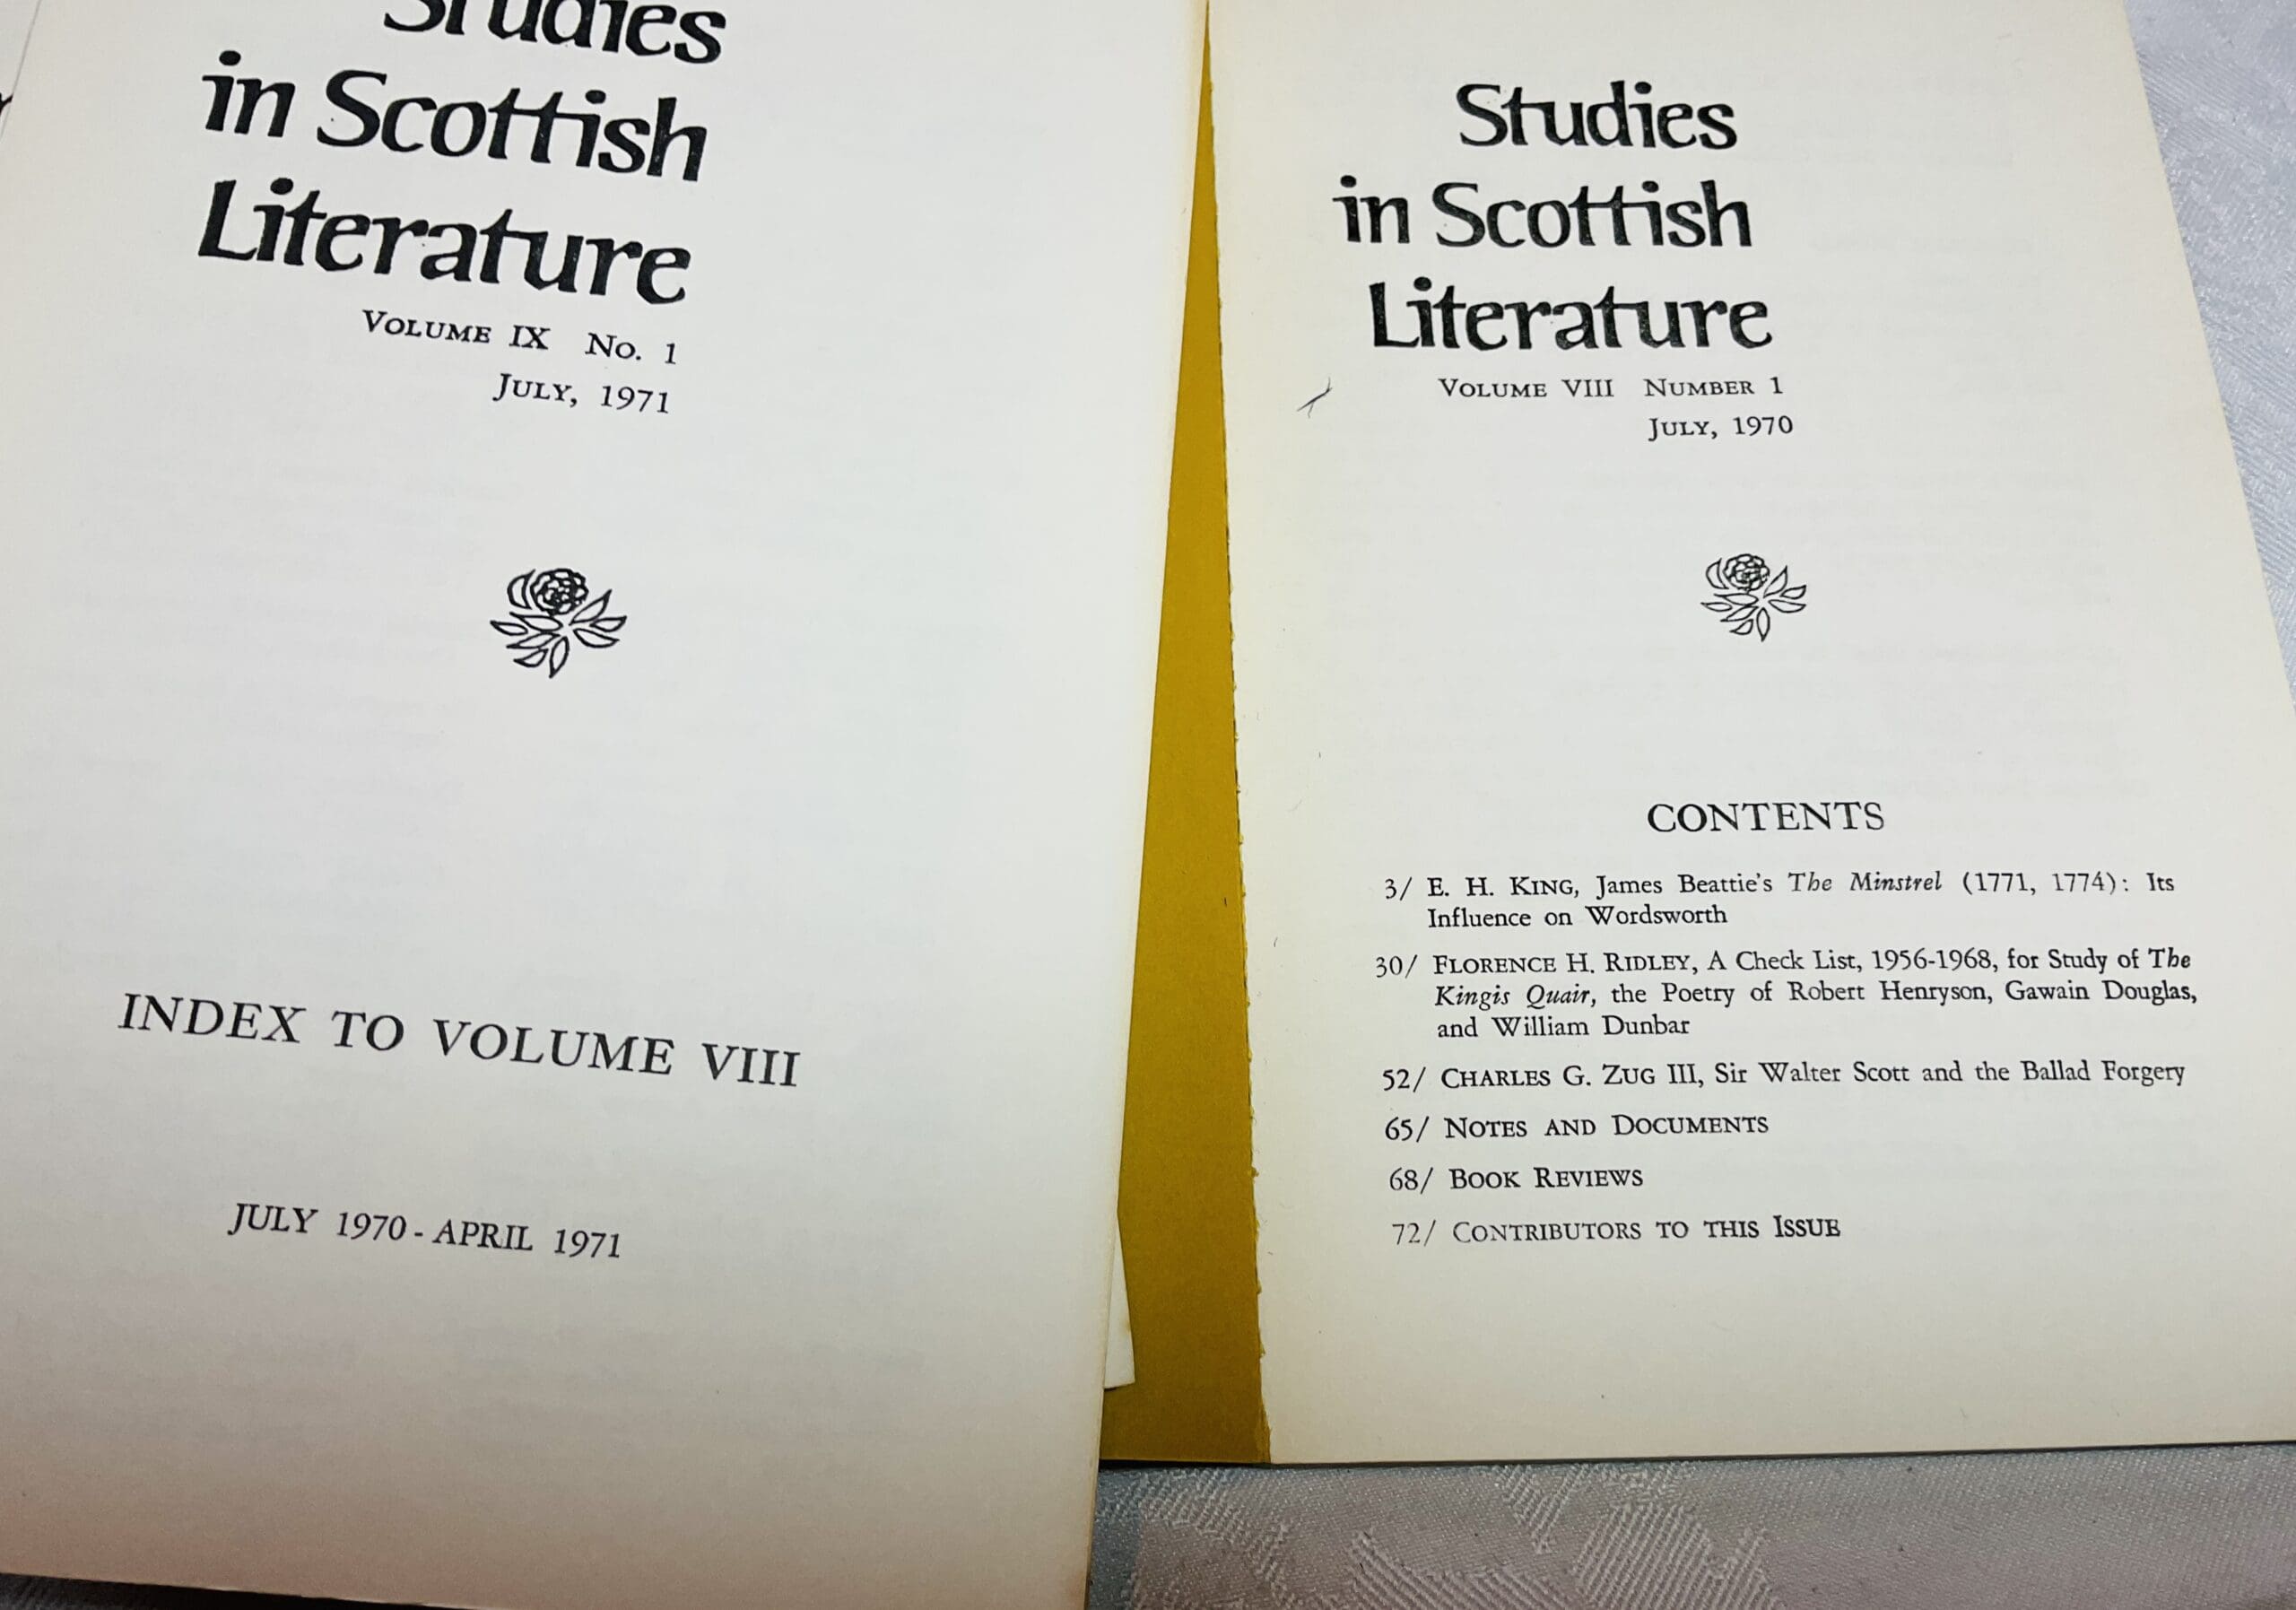 Studies
in Scottish
Literature
VOLUME IX No. 1
JULY, 1971
INDEX TO VOLUME VIII
JULY 1970 - APRIL 1971
Studies
in Scottish
Literature
VOLUME VIII NUMBER 1
JULY, 1970
CONTENTS
3/ E. H. KING, James Beattie's The Minstrel (1771, 1774): Its
Influence on Wordsworth
30/ FLORENCE H. RIDLEY, A Check List, 1956-1968, for Study of The
Kingis Quair, the Poetry of Robert Henryson, Gawain Douglas,
and William Dunbar
52/ CHARLES G. ZUG III, Sir Walter Scott and the Ballad Forgery
65/ NOTES AND DOCUMENTS
68/ BOOK REVIEWS
72/ CONTRIBUTORS TO THIS ISSUE